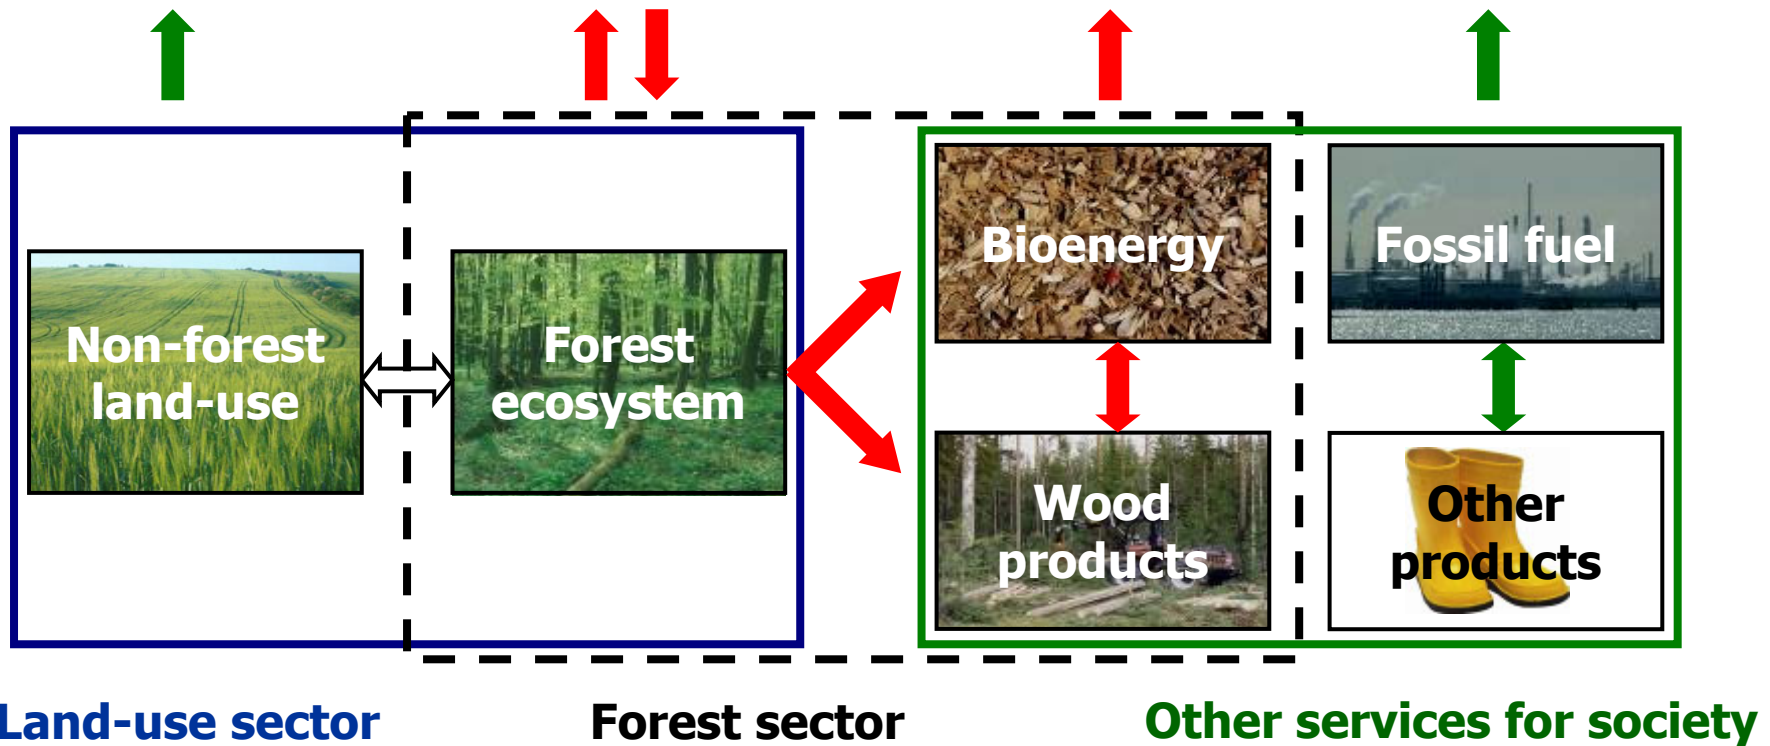 Non-forest
land-use
Forest
ecosystem
Bioenergy
Fossil fuel
Wood
products
Other
products
Land-use sector
Forest sector
Other services for society